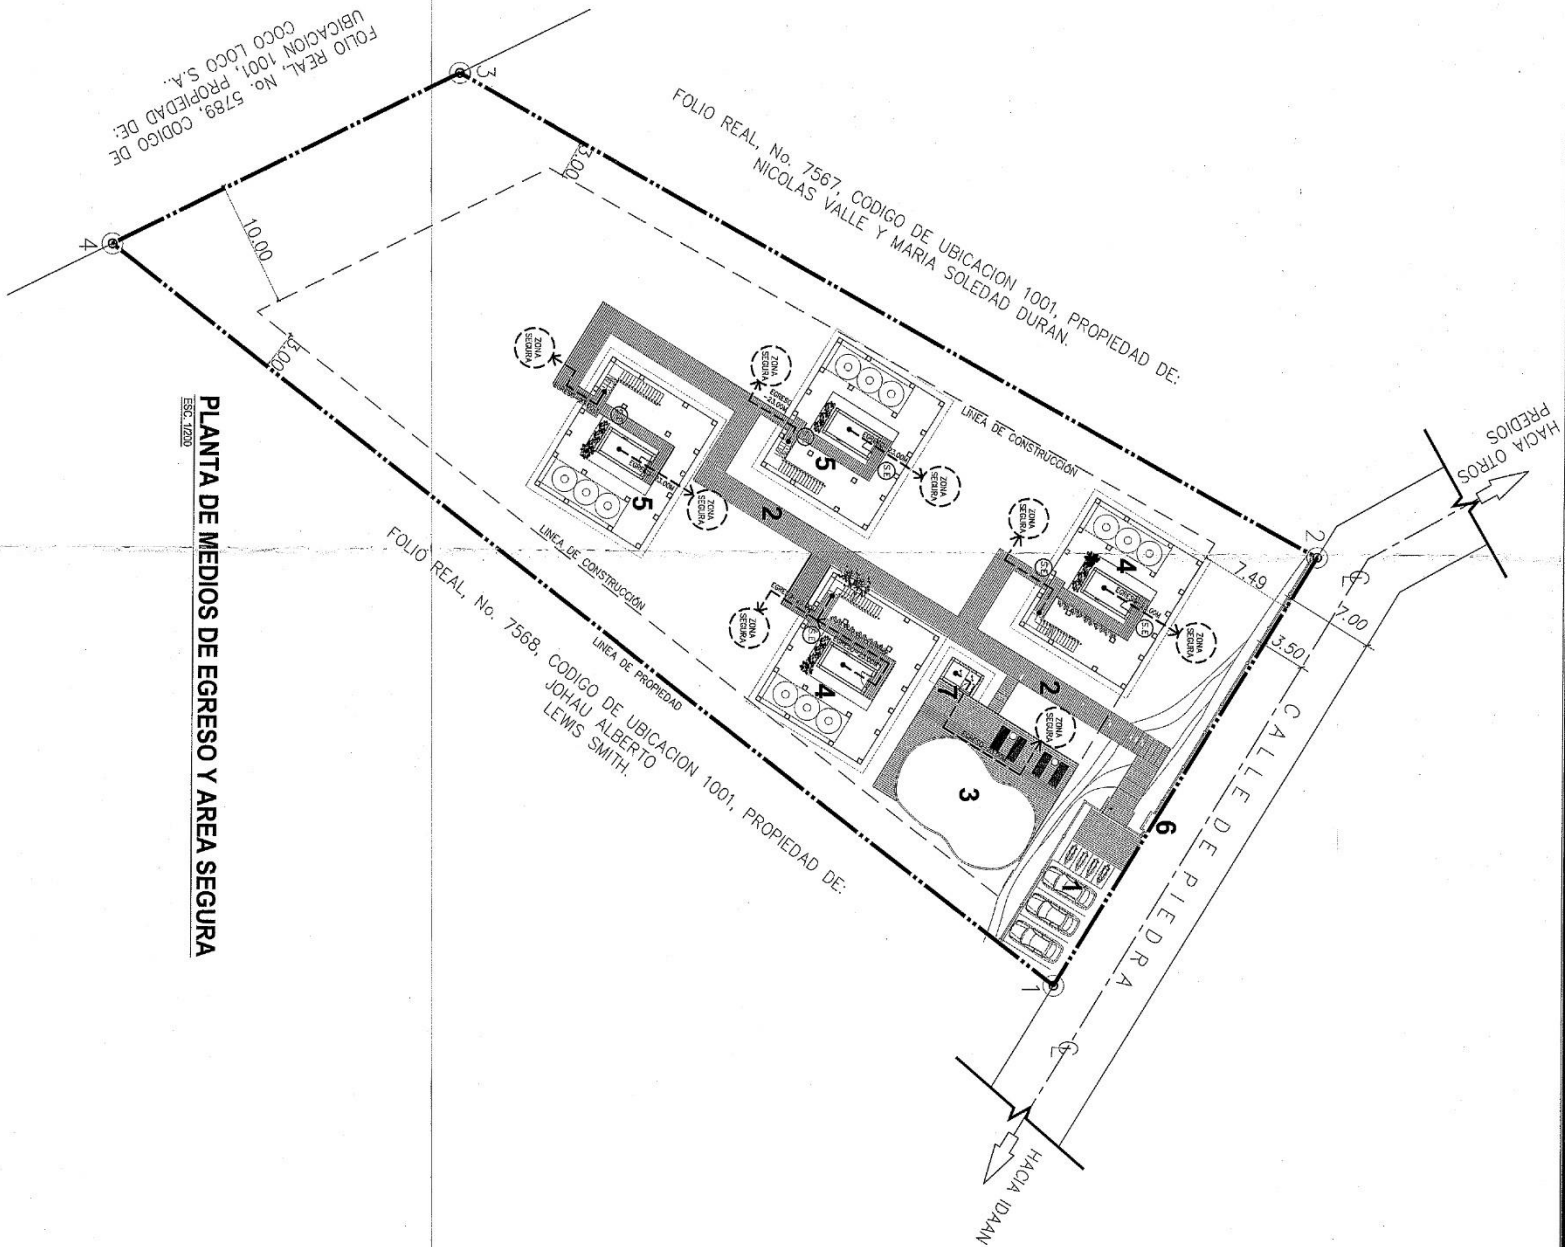 FOLIO REAL, No. 5789, CODIGO DE
UBICACION 1001, PROPIEDAD DE:
COCO LOCO S.A..
3
4
10.00
3.00
3.00
FOLIO REAL, No. 7567, CODIGO DE UBICACION 1001, PROPIEDAD DE:
NICOLAS VALLE Y MARIA SOLEDAD DURAN.
LINEA DE CONSTRUCCIÓN
HACIA OTROS
PREDIOS
2
7.49
7.00
3.50
CALLE DE PIEDRA
HACIA IDAAN
1
ZONA
SEGURA
ZONA
SEGURA
ZONA
SEGURA
ZONA
SEGURA
ZONA
SEGURA
ZONA
SEGURA
ZONA
SEGURA
ZONA
SEGURA
S.E
S.E
S.E
S.E
5
5
2
4
4
2
7
3
6
1
LINEA DE CONSTRUCCIÓN
LINEA DE PROPIEDAD
FOLIO REAL, No. 7568, CODIGO DE UBICACION 1001, PROPIEDAD DE:
JOHAU ALBERTO
LEWIS SMITH.
PLANTA DE MEDIOS DE EGRESO Y AREA SEGURA
ESC. 1/200